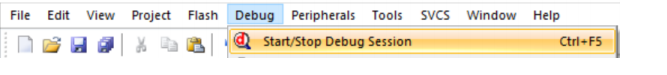 File Edit View Project Flash Debug Peripherals Tools SVCS Window Help
Start/Stop Debug Session Ctrl+F5